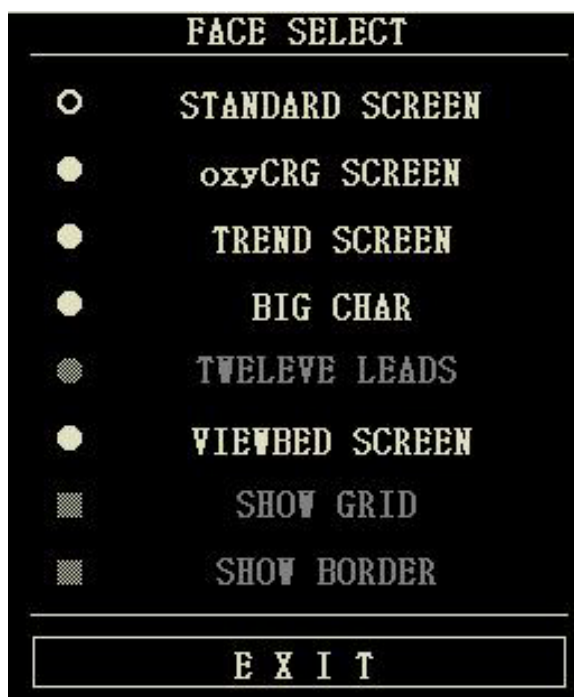 FACE SELECT
STANDARD SCREEN
oxyCRG SCREEN
TREND SCREEN
BIG CHAR
TWELEVE LEADS
VIEWBED SCREEN
SHOW GRID
SHOW BORDER
E X I T